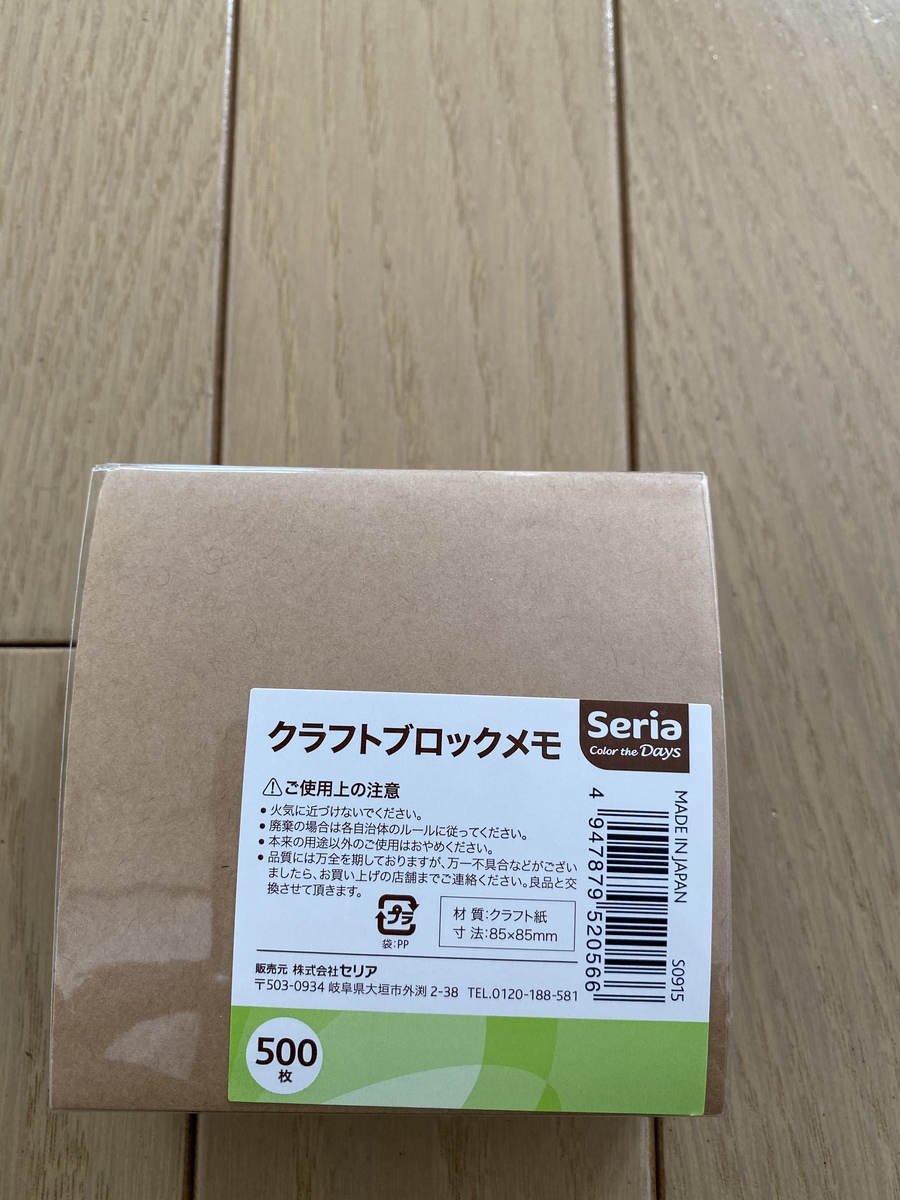 クラフトブロックメモ
Seria
Color the Days
⚠ご使用上の注意
●火気に近づけないでください。
●廃棄の場合は各自治体のルールに従ってください。
●本来の用途以外のご使用はおやめください。
●品質には万全を期しておりますが、万一不具合などがござい
ましたら、お買い上げの店舗までご連絡ください。良品と交
換させて頂きます。
プラ
袋:PP
材 質:クラフト紙
寸 法:85×85mm
販売元 株式会社セリア
〒503-0934 岐阜県大垣市外渕 2-38 TEL.0120-188-581
MADE IN JAPAN
4 947879 520566
S0915
500
枚